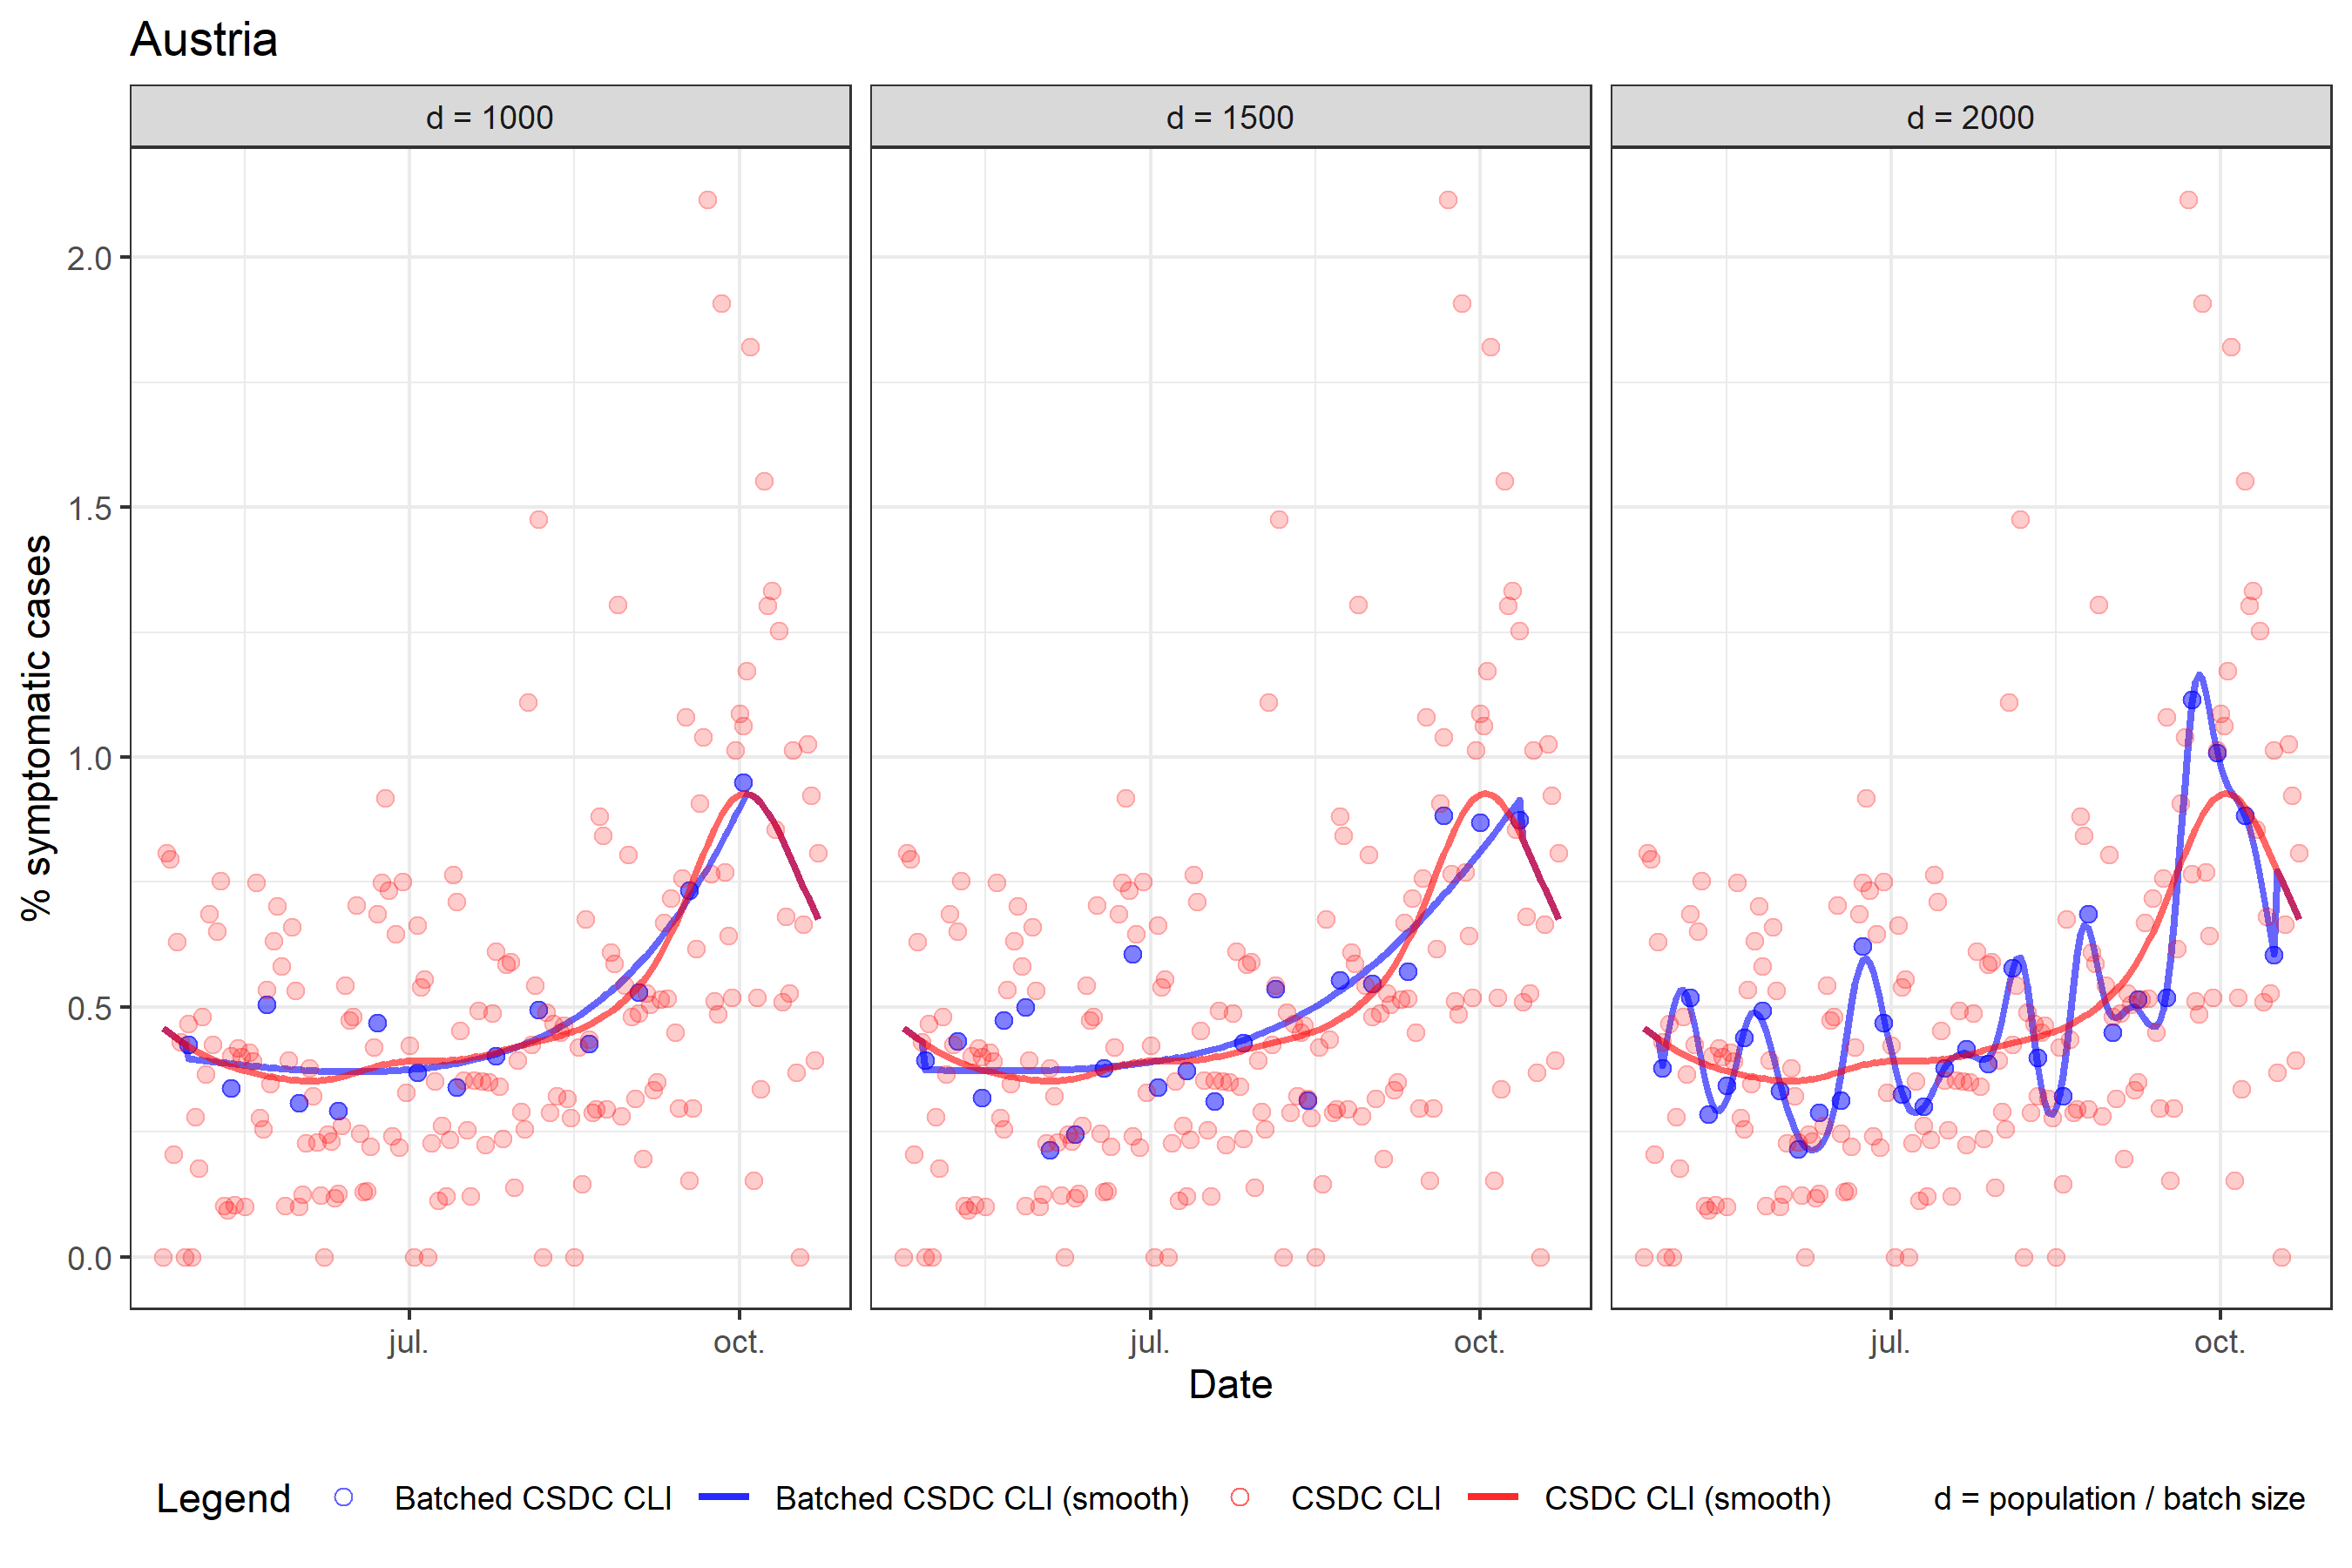 Austria
d = 1000
d = 1500
d = 2000
% symptomatic cases
2.0
1.5
1.0
0.5
0.0
jul.
oct.
jul.
oct.
jul.
oct.
Date
Legend
Batched CSDC CLI
Batched CSDC CLI (smooth)
CSDC CLI
CSDC CLI (smooth)
d = population / batch size